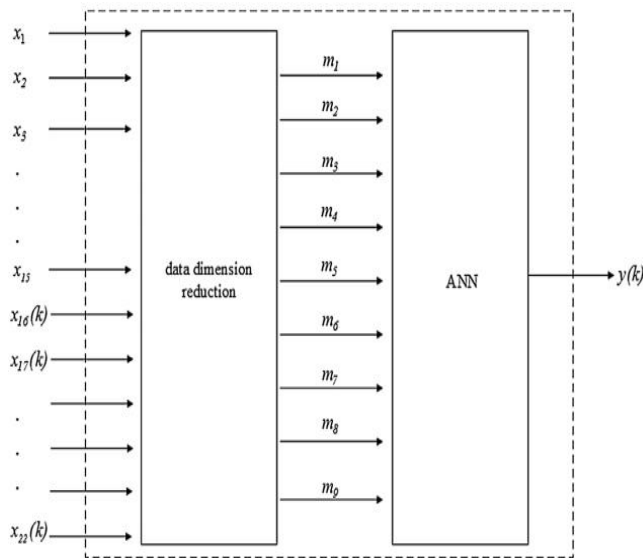 x₁
x₂
x₃
.
.
.
x₁₅
x₁₆(k)
x₁₇(k)
.
.
.
x₂₂(k)
data dimension
reduction
m₁
m₂
m₃
m₄
m₅
m₆
m₇
m₈
m₉
ANN
y(k)